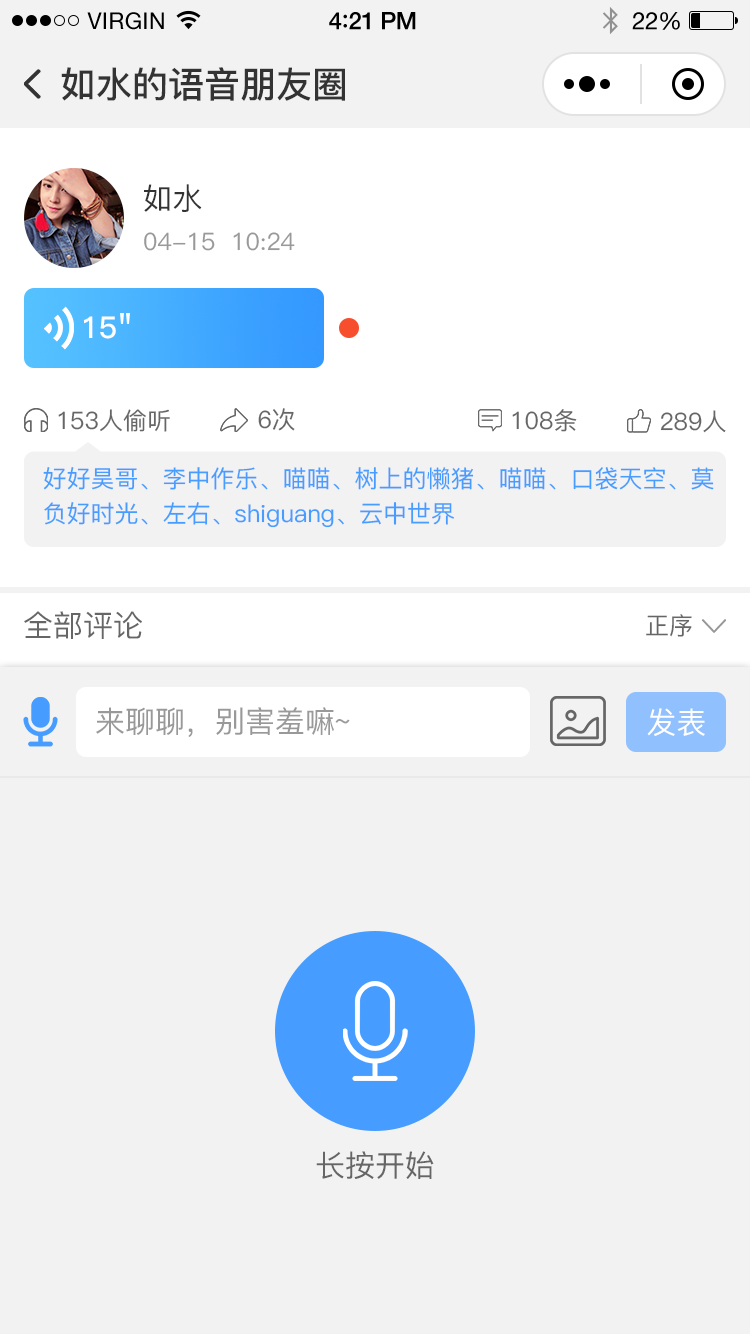 VIRGIN 4:21 PM 22%
如水的语音朋友圈
如水
04-15 10:24
15"
153人偷听 6次 108条 289人
好好昊哥、李中作乐、喵喵、树上的懒猪、喵喵、口袋天空、莫
负好时光、左右、shiguang、云中世界
全部评论 正序
来聊聊，别害羞嘛~ 发表
长按开始